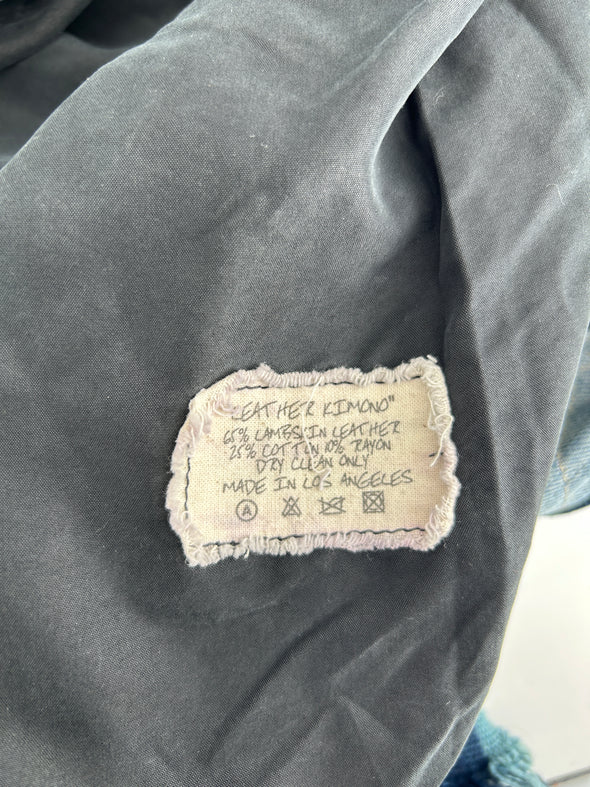 "LEATHER KIMONO"
65% LAMBSKIN LEATHER
25% COTTON 10% RAYON
DRY CLEAN ONLY
MADE IN LOS ANGELES
A